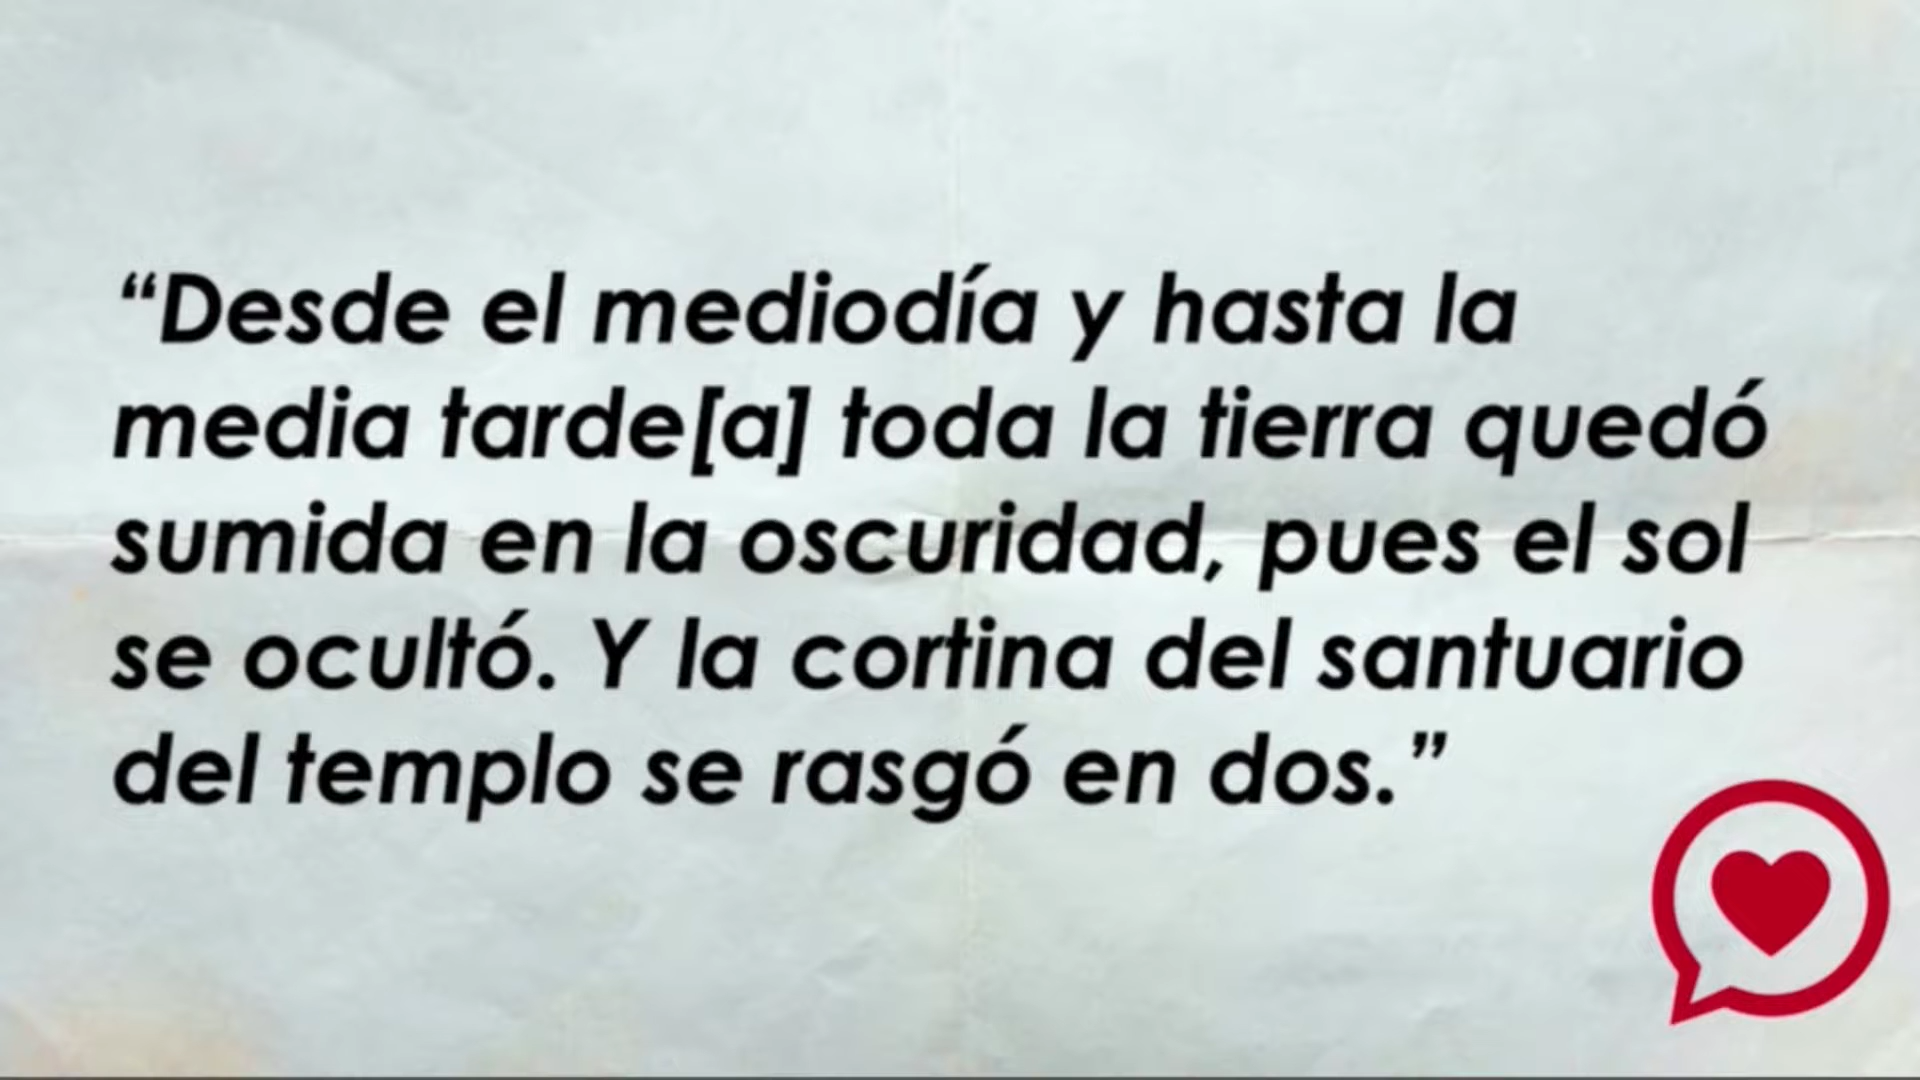 “Desde el mediodía y hasta la
media tarde[a] toda la tierra quedó
sumida en la oscuridad, pues el sol
se ocultó. Y la cortina del santuario
del templo se rasgó en dos.”